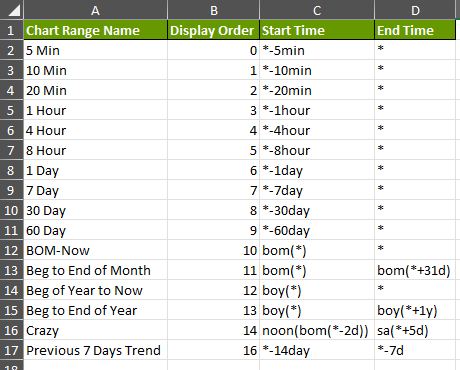 A B C D
1 Chart Range Name Display Order Start Time End Time
2 5 Min 0 *-5min *
3 10 Min 1 *-10min *
4 20 Min 2 *-20min *
5 1 Hour 3 *-1hour *
6 4 Hour 4 *-4hour *
7 8 Hour 5 *-8hour *
8 1 Day 6 *-1day *
9 7 Day 7 *-7day *
10 30 Day 8 *-30day *
11 60 Day 9 *-60day *
12 BOM-Now 10 bom(*) *
13 Beg to End of Month 11 bom(*) bom(*+31d)
14 Beg of Year to Now 12 boy(*) *
15 Beg to End of Year 13 boy(*) boy(*+1y)
16 Crazy 14 noon(bom(*-2d)) sa(*+5d)
17 Previous 7 Days Trend 16 *-14day *-7d
18